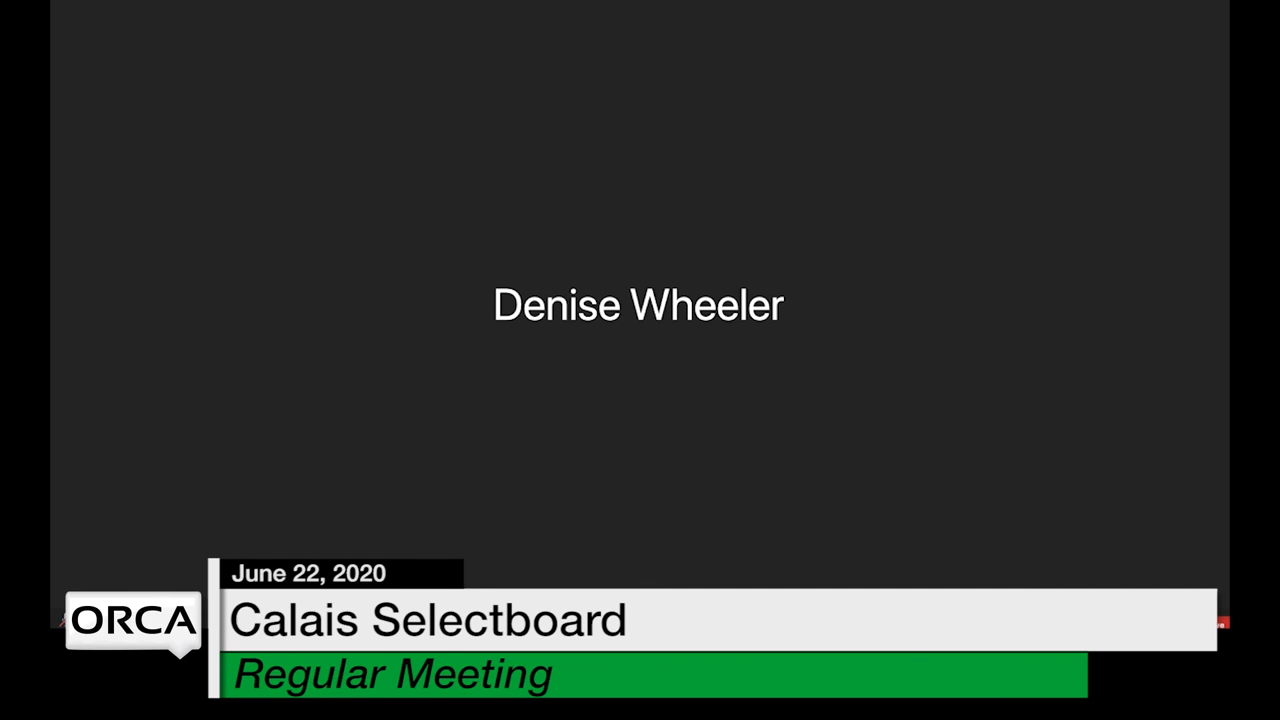 Denise Wheeler
June 22, 2020
ORCA
Calais Selectboard
Regular Meeting